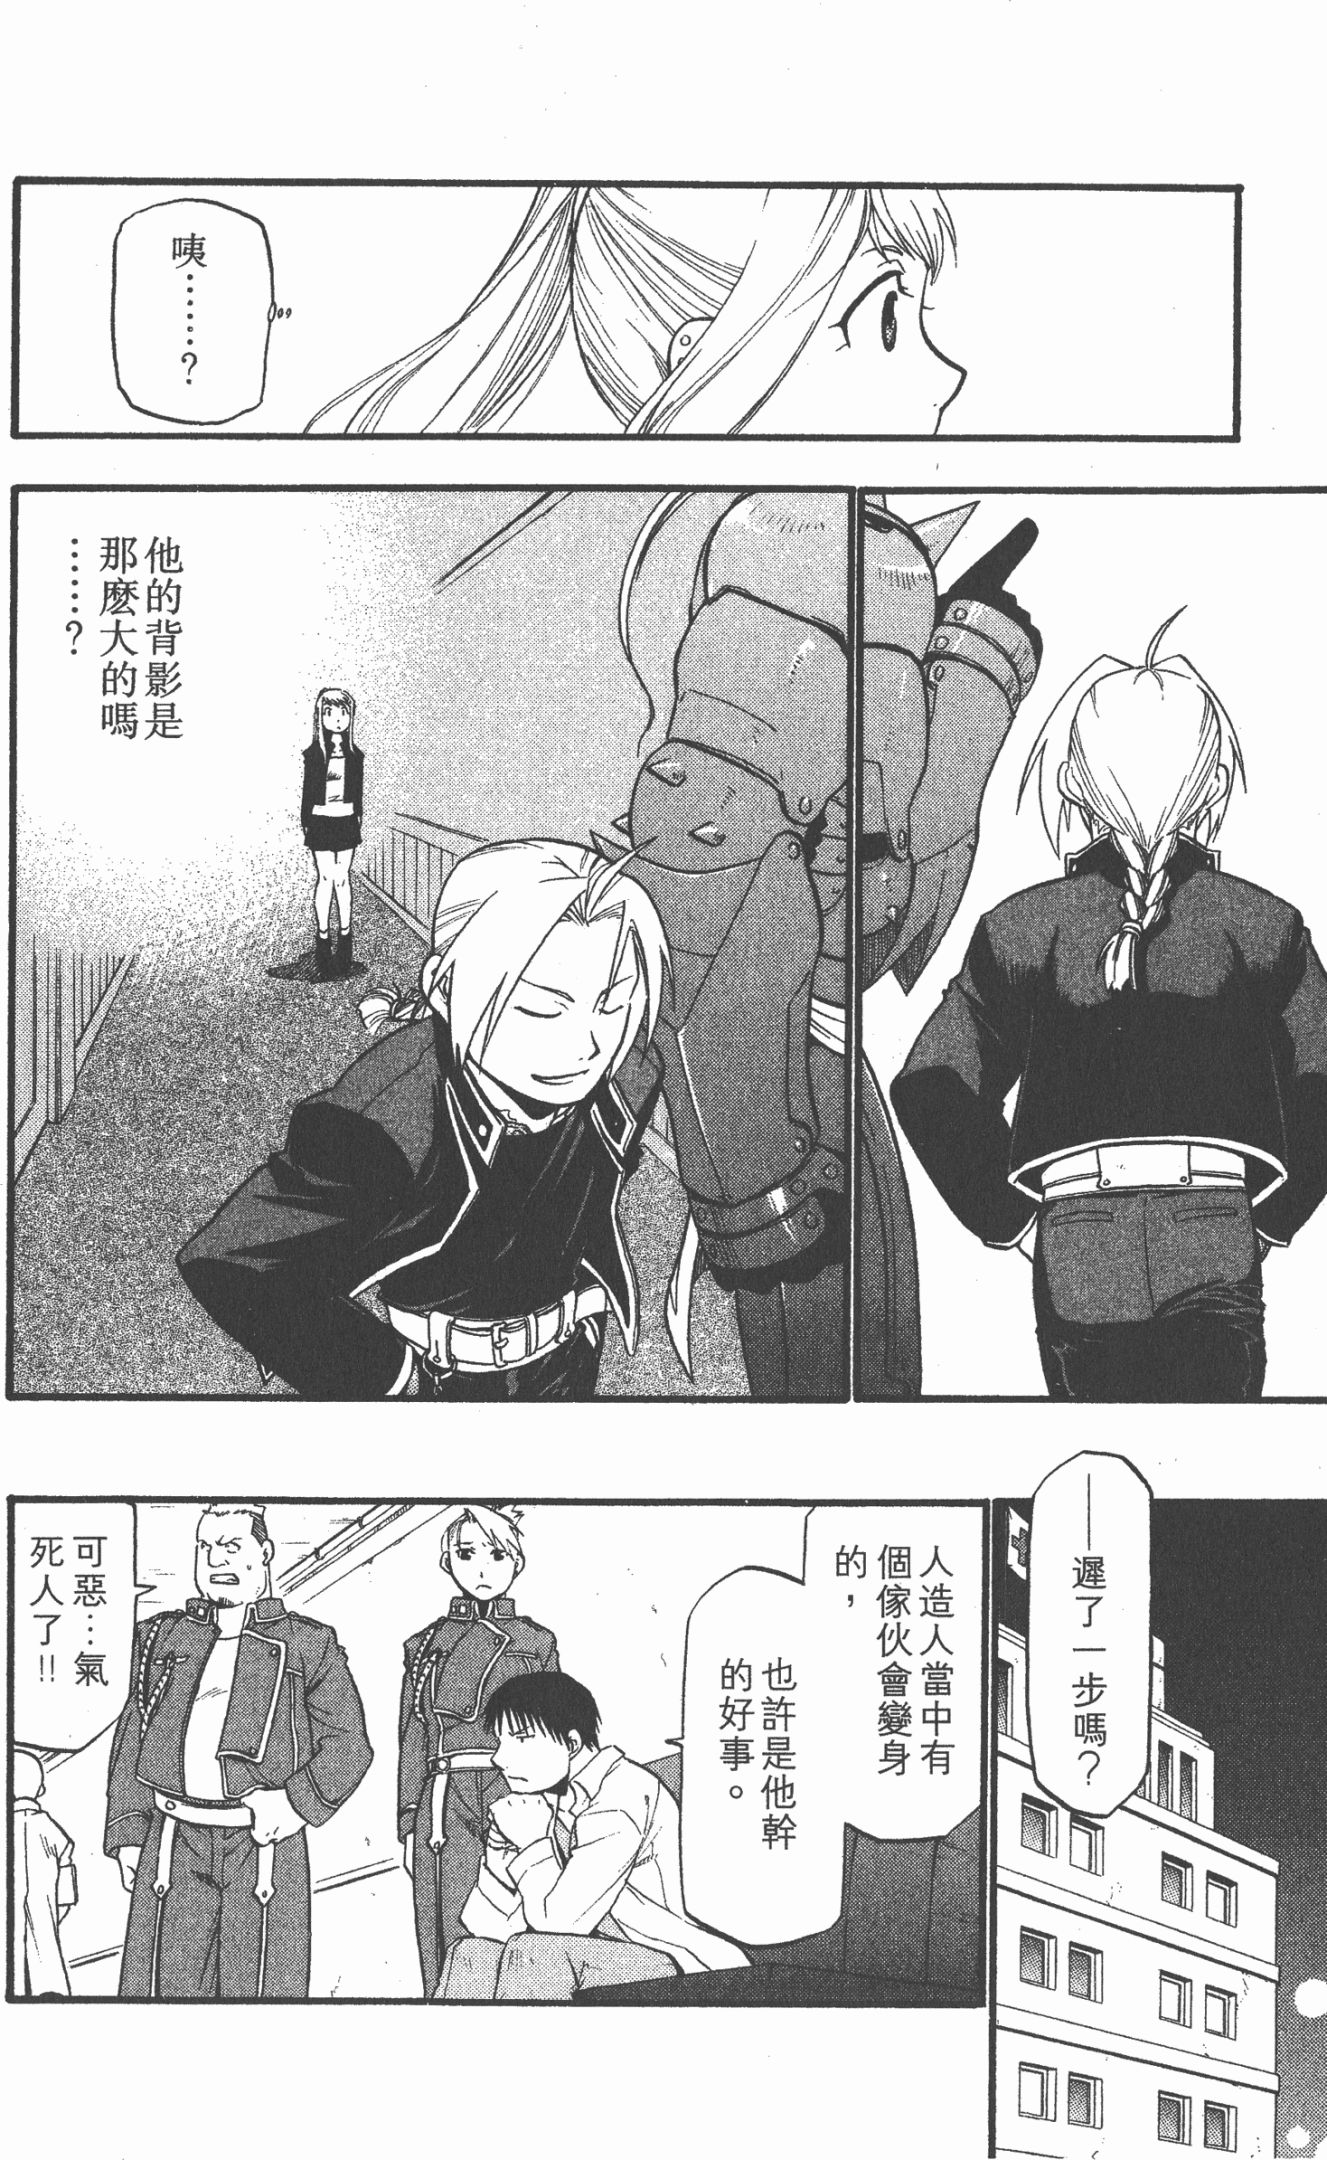 咦……？
他的背影是
那麼大的嗎
……？
——遲了一步嗎？
人造人當中有
個傢伙會變身
的，
也許是他幹
的好事。
可惡…氣
死人了!!